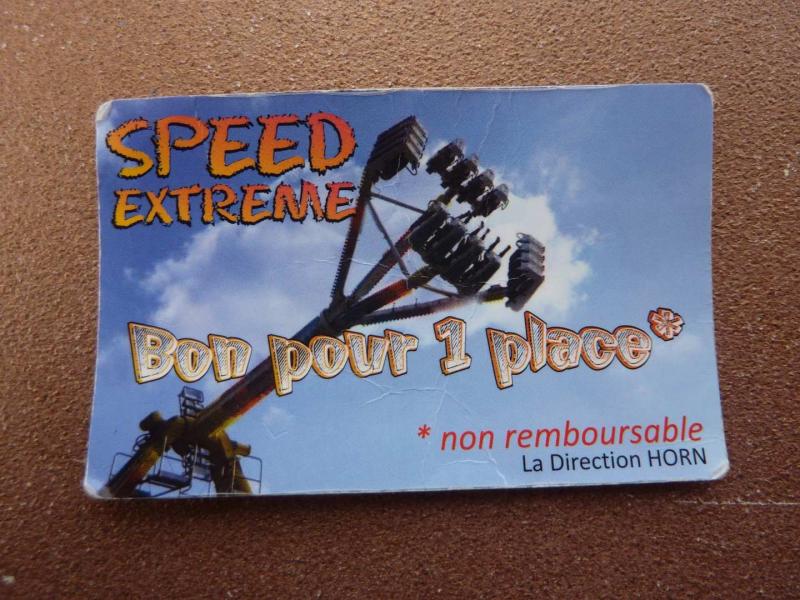 SPEED
EXTREME
Bon pour 1 place*
* non remboursable
La Direction HORN